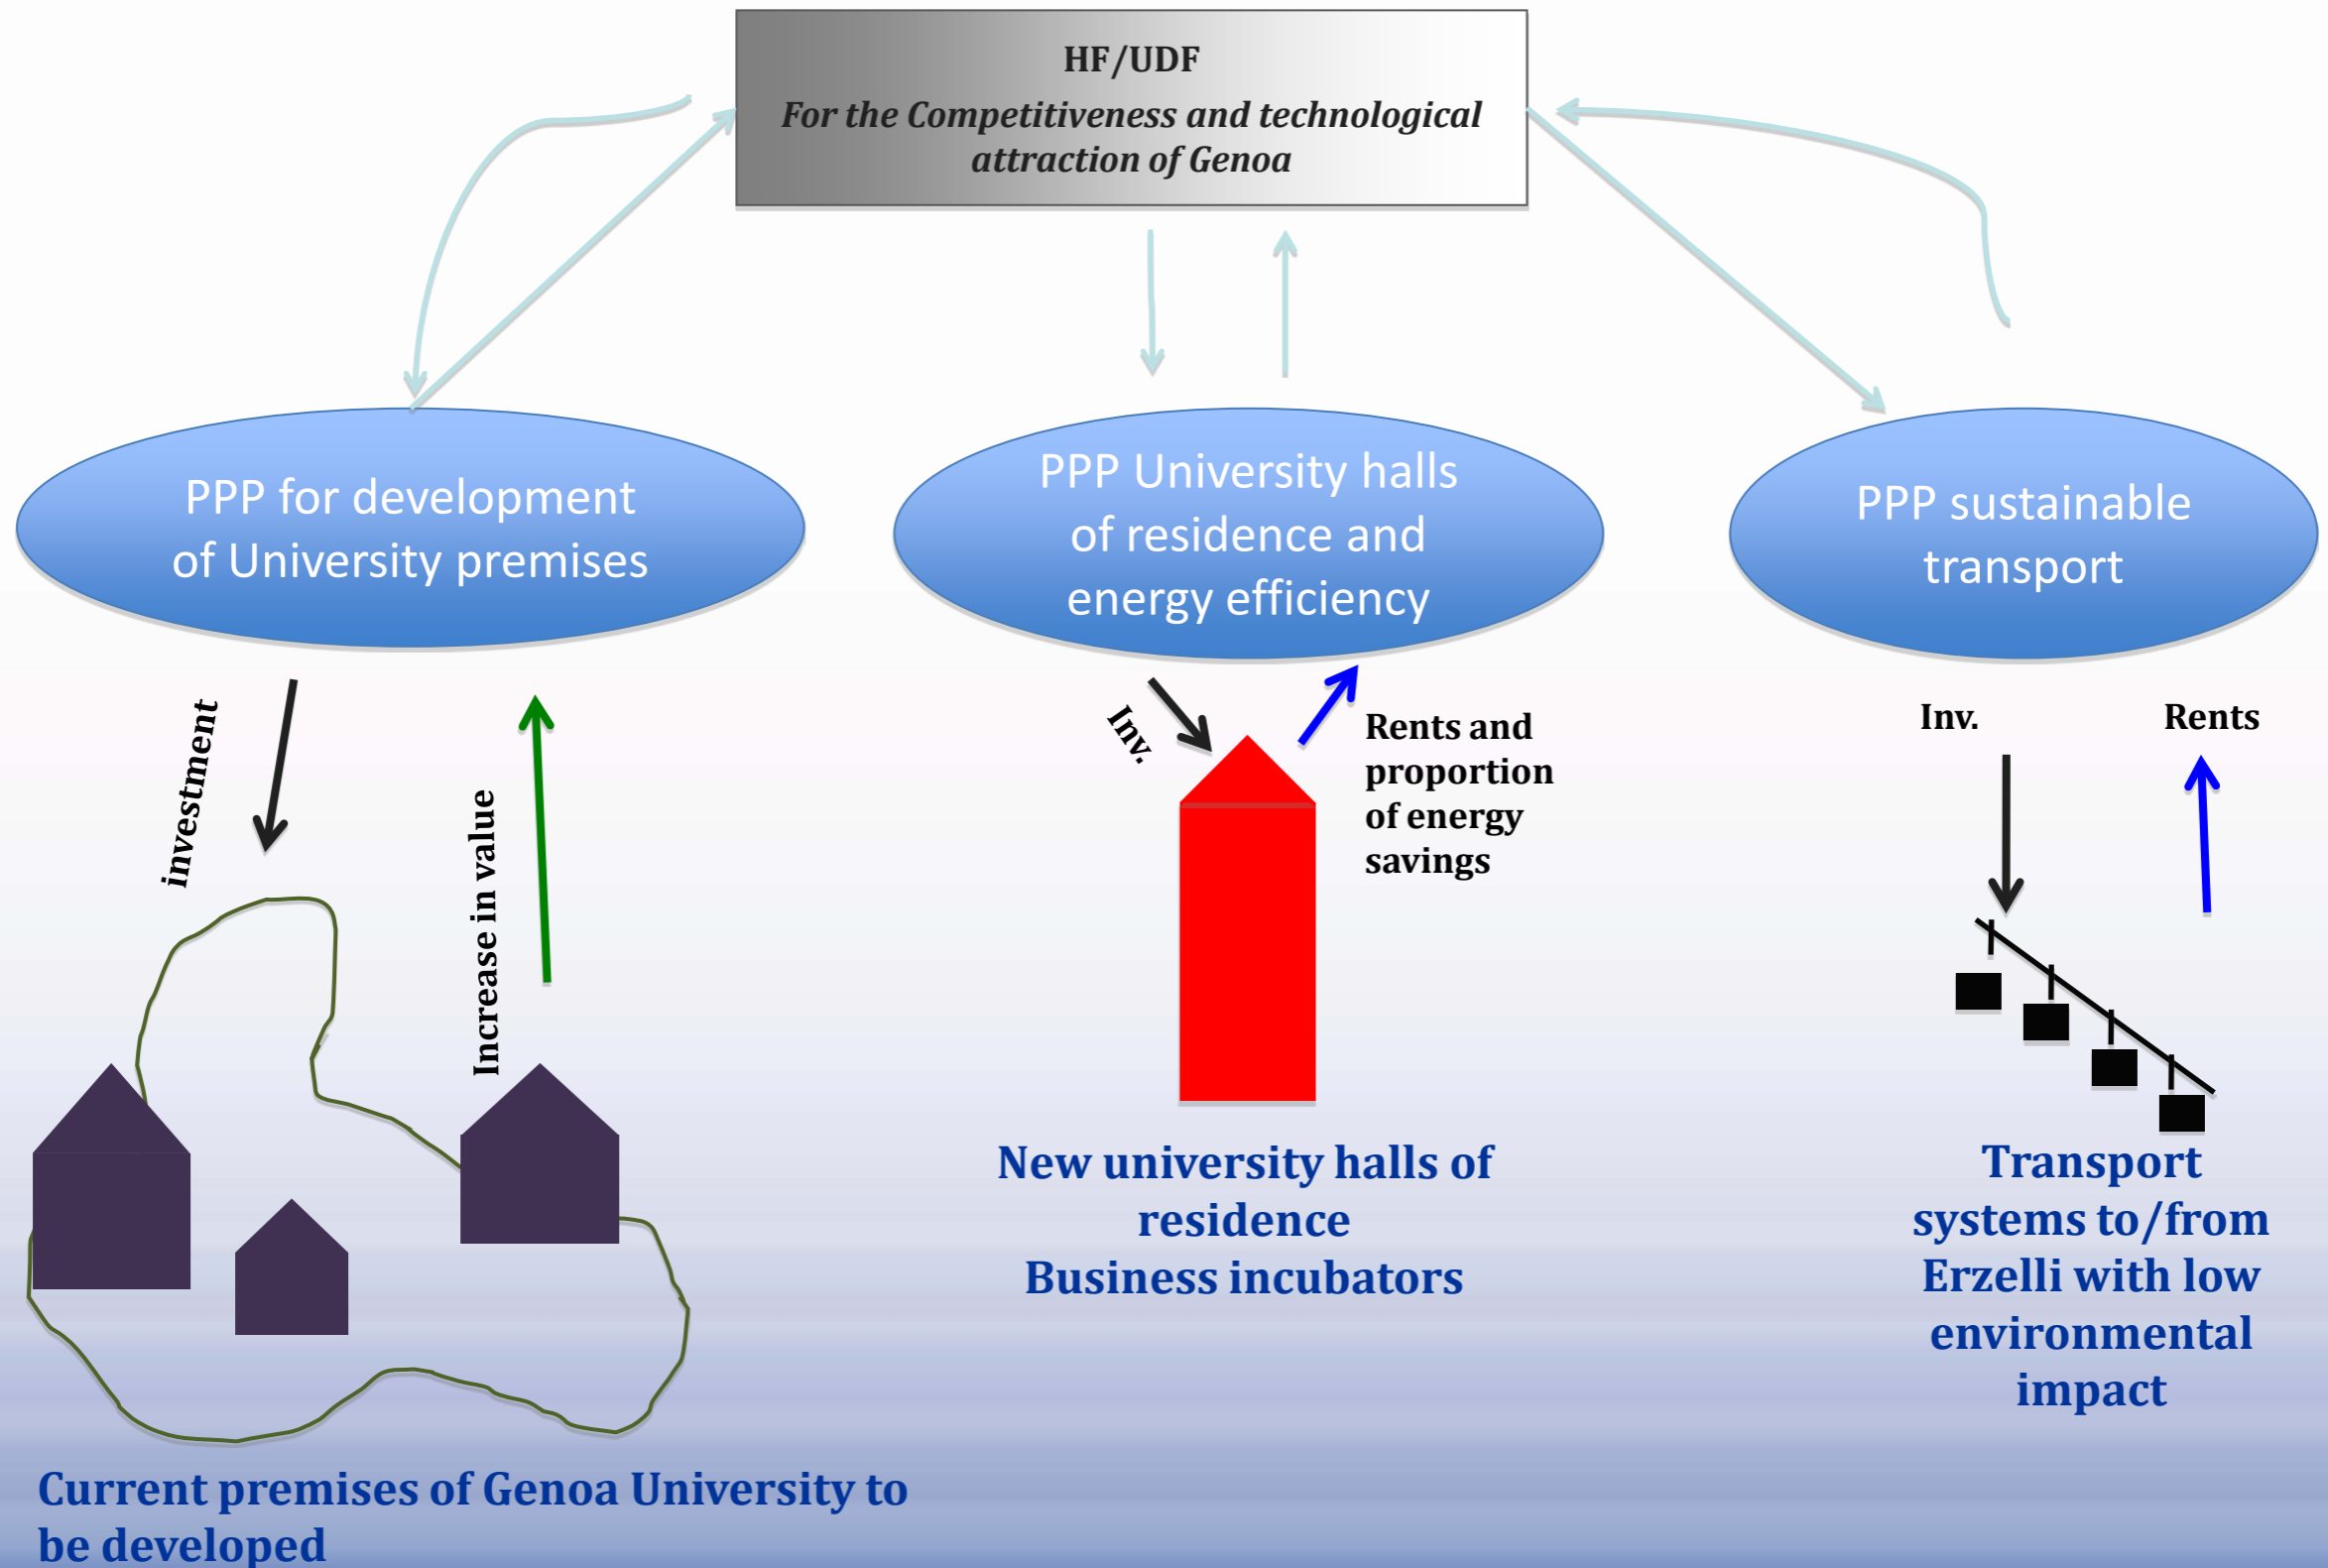 HF/UDF
For the Competitiveness and technological
attraction of Genoa
PPP for development
of University premises
PPP University halls
of residence and
energy efficiency
PPP sustainable
transport
investment
Increase in value
Inv.
Rents and
proportion
of energy
savings
Inv.
Rents
New university halls of
residence
Business incubators
Transport
systems to/from
Erzelli with low
environmental
impact
Current premises of Genoa University to
be developed